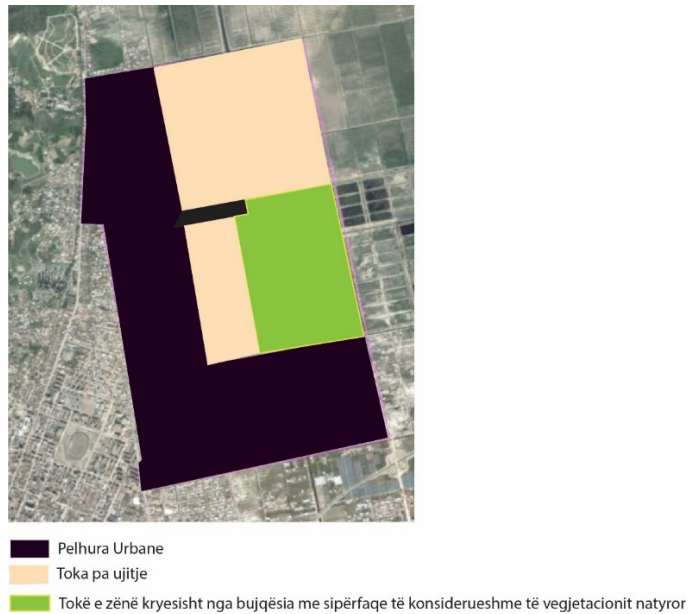 Pelhura Urbane
Toka pa ujitje
Tokë e zënë kryesisht nga bujqësia me sipërfaqe të konsiderueshme të vegjetacionit natyror